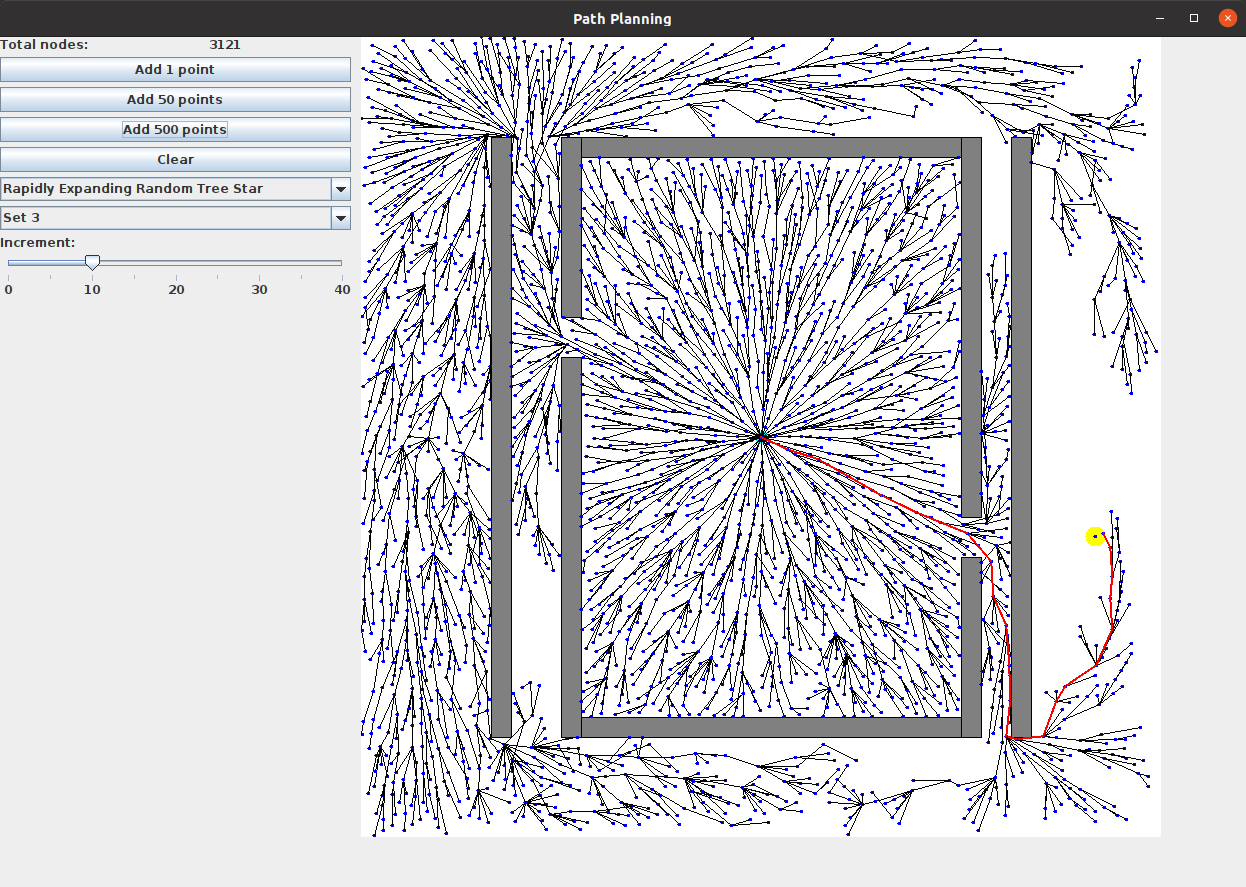 Path Planning
Total nodes: 3121
Add 1 point
Add 50 points
Add 500 points
Clear
Rapidly Expanding Random Tree Star
Set 3
Increment:
0 10 20 30 40